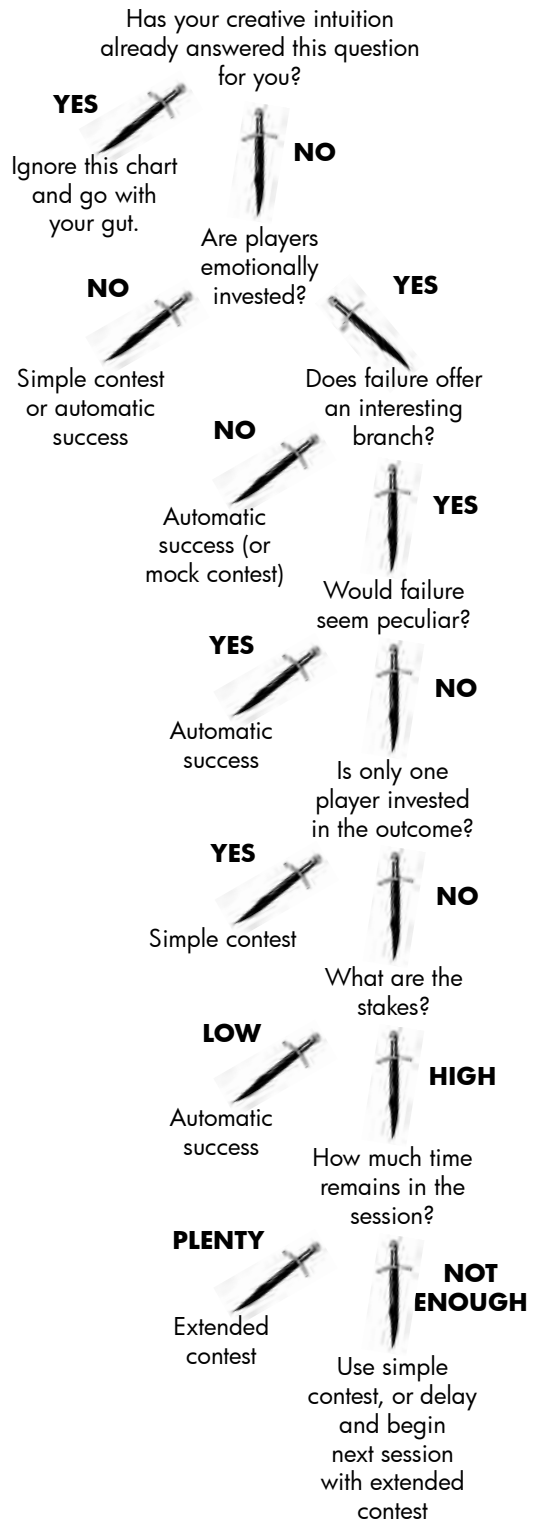 Has your creative intuition
already answered this question
for you?
YES
NO
Ignore this chart
and go with
your gut.
Are players
emotionally
invested?
NO
YES
Simple contest
or automatic
success
Does failure offer
an interesting
branch?
NO
YES
Automatic
success (or
mock contest)
Would failure
seem peculiar?
YES
NO
Automatic
success
Is only one
player invested
in the outcome?
YES
NO
Simple contest
What are the
stakes?
LOW
HIGH
Automatic
success
How much time
remains in the
session?
PLENTY
NOT
ENOUGH
Extended
contest
Use simple
contest, or delay
and begin
next session
with extended
contest